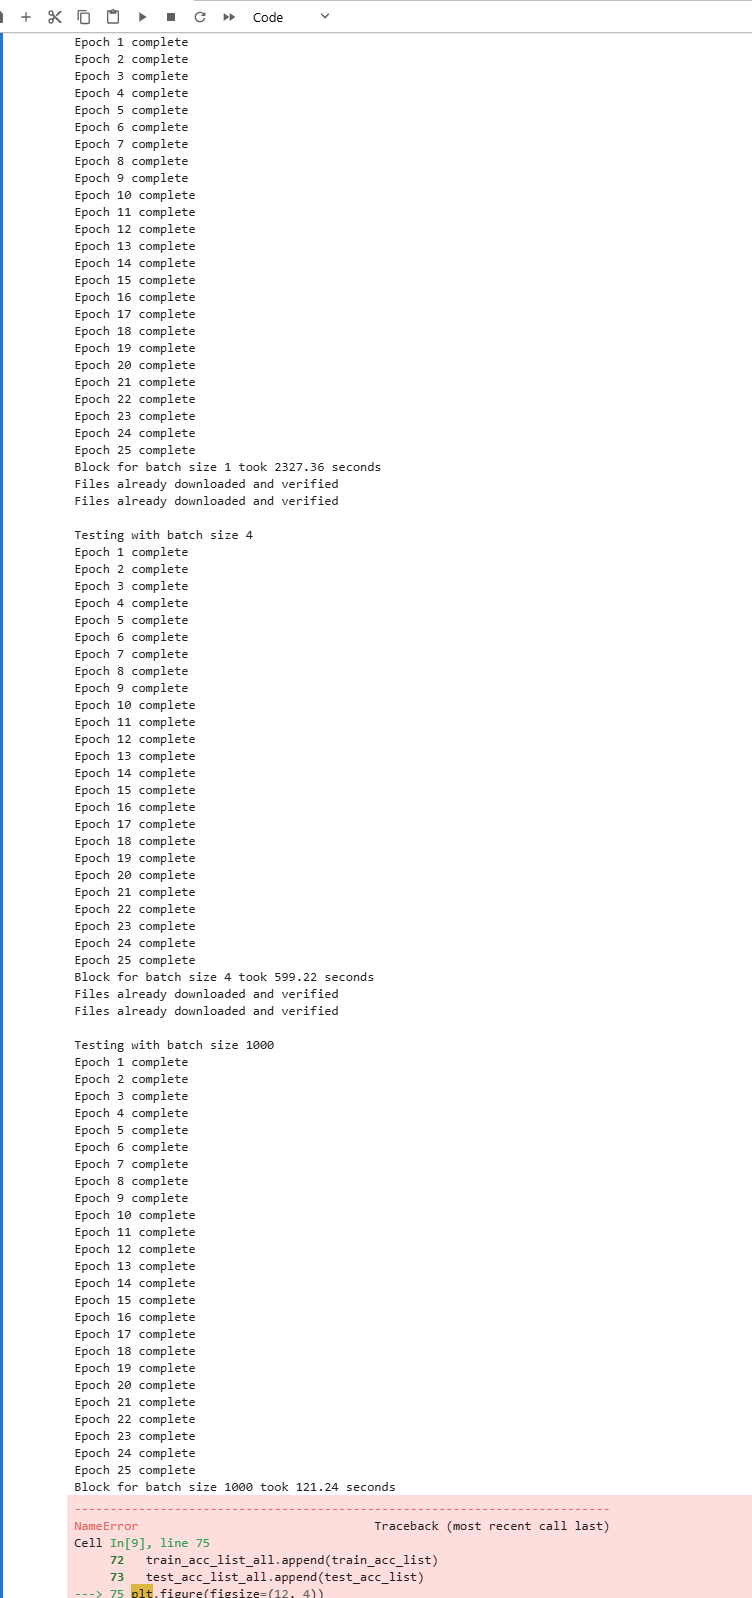 Code
Epoch 1 complete
Epoch 2 complete
Epoch 3 complete
Epoch 4 complete
Epoch 5 complete
Epoch 6 complete
Epoch 7 complete
Epoch 8 complete
Epoch 9 complete
Epoch 10 complete
Epoch 11 complete
Epoch 12 complete
Epoch 13 complete
Epoch 14 complete
Epoch 15 complete
Epoch 16 complete
Epoch 17 complete
Epoch 18 complete
Epoch 19 complete
Epoch 20 complete
Epoch 21 complete
Epoch 22 complete
Epoch 23 complete
Epoch 24 complete
Epoch 25 complete
Block for batch size 1 took 2327.36 seconds
Files already downloaded and verified
Files already downloaded and verified
Testing with batch size 4
Epoch 1 complete
Epoch 2 complete
Epoch 3 complete
Epoch 4 complete
Epoch 5 complete
Epoch 6 complete
Epoch 7 complete
Epoch 8 complete
Epoch 9 complete
Epoch 10 complete
Epoch 11 complete
Epoch 12 complete
Epoch 13 complete
Epoch 14 complete
Epoch 15 complete
Epoch 16 complete
Epoch 17 complete
Epoch 18 complete
Epoch 19 complete
Epoch 20 complete
Epoch 21 complete
Epoch 22 complete
Epoch 23 complete
Epoch 24 complete
Epoch 25 complete
Block for batch size 4 took 599.22 seconds
Files already downloaded and verified
Files already downloaded and verified
Testing with batch size 1000
Epoch 1 complete
Epoch 2 complete
Epoch 3 complete
Epoch 4 complete
Epoch 5 complete
Epoch 6 complete
Epoch 7 complete
Epoch 8 complete
Epoch 9 complete
Epoch 10 complete
Epoch 11 complete
Epoch 12 complete
Epoch 13 complete
Epoch 14 complete
Epoch 15 complete
Epoch 16 complete
Epoch 17 complete
Epoch 18 complete
Epoch 19 complete
Epoch 20 complete
Epoch 21 complete
Epoch 22 complete
Epoch 23 complete
Epoch 24 complete
Epoch 25 complete
Block for batch size 1000 took 121.24 seconds
---------------------------------------------------------------------------
NameError Traceback (most recent call last)
Cell In[9], line 75
72 train_acc_list_all.append(train_acc_list)
73 test_acc_list_all.append(test_acc_list)
---> 75 plt.figure(figsize=(12, 4))